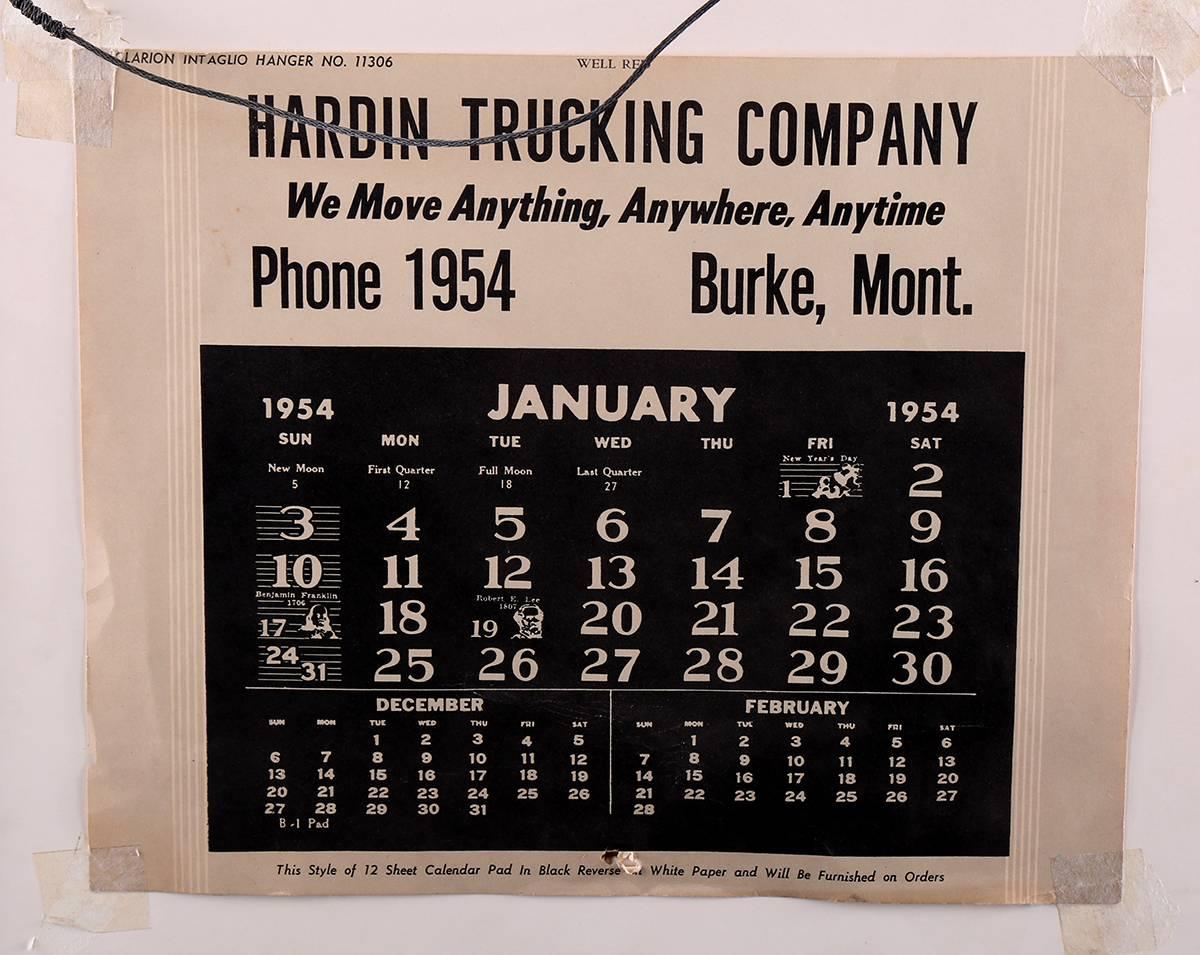 CLARION INTAGLIO HANGER NO. 11306 WELL
HARDIN TRUCKING COMPANY
We Move Anything, Anywhere, Anytime
Phone 1954 Burke, Mont.
1954 JANUARY 1954
SUN MON TUE WED THU FRI SAT
New Moon 5 First Quarter 12 Full Moon 18 Last Quarter 27 New Year's Day 1 2
3 4 5 6 7 8 9
10 11 12 13 14 15 16
Benjamin Franklin 1706 17 18 Robert E. Lee 1807 19 20 21 22 23
24 31 25 26 27 28 29 30
DECEMBER
SUN MON TUE WED THU FRI SAT
1 2 3 4 5
6 7 8 9 10 11 12
13 14 15 16 17 18 19
20 21 22 23 24 25 26
27 28 29 30 31
B-1 Pad
FEBRUARY
SUN MON TUE WED THU FRI SAT
1 2 3 4 5 6
7 8 9 10 11 12 13
14 15 16 17 18 19 20
21 22 23 24 25 26 27
28
This Style of 12 Sheet Calendar Pad In Black Reverse White Paper and Will Be Furnished on Orders